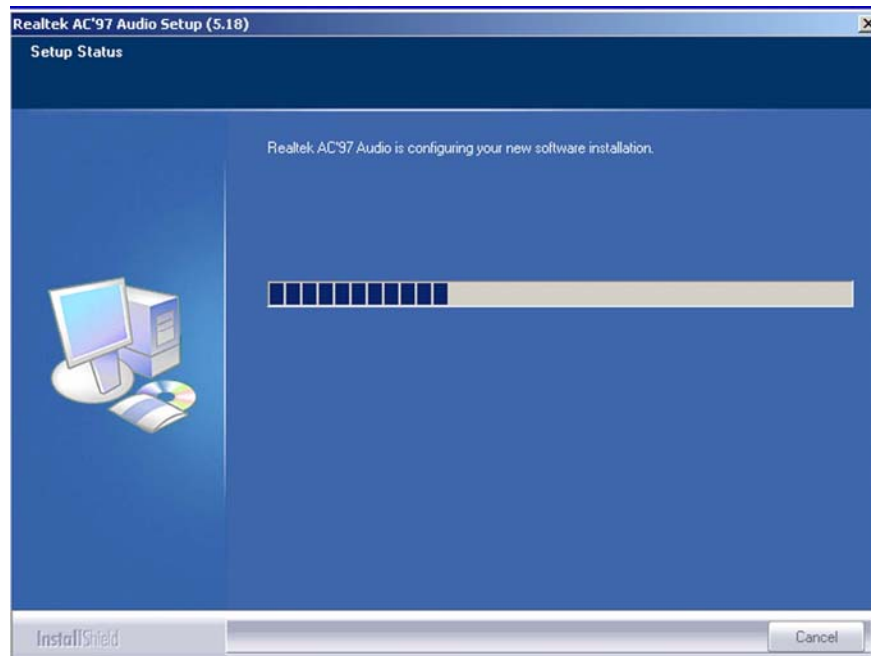 Realtek AC'97 Audio Setup (5.18)
Setup Status
Realtek AC'97 Audio is configuring your new software installation.
InstallShield
Cancel